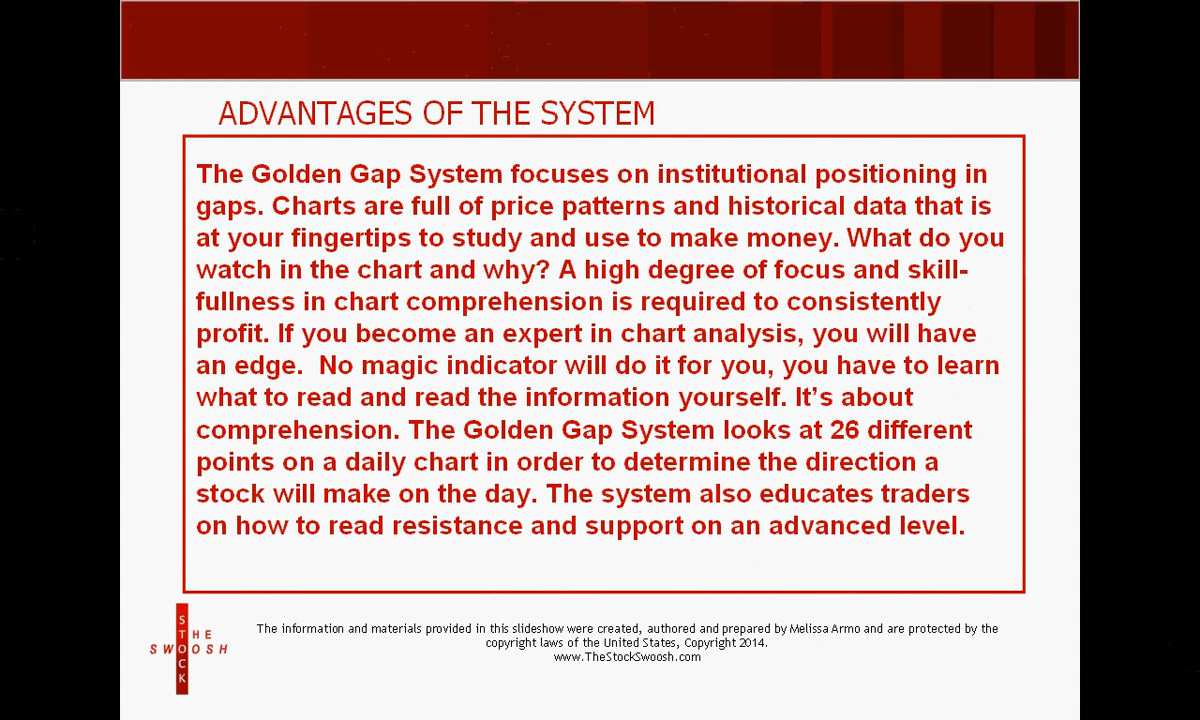 ADVANTAGES OF THE SYSTEM
The Golden Gap System focuses on institutional positioning in
gaps. Charts are full of price patterns and historical data that is
at your fingertips to study and use to make money. What do you
watch in the chart and why? A high degree of focus and skill-
fullness in chart comprehension is required to consistently
profit. If you become an expert in chart analysis, you will have
an edge.  No magic indicator will do it for you, you have to learn
what to read and read the information yourself. It’s about
comprehension. The Golden Gap System looks at 26 different
points on a daily chart in order to determine the direction a
stock will make on the day. The system also educates traders
on how to read resistance and support on an advanced level.
THE
STOCK
SWOOSH
The information and materials provided in this slideshow were created, authored and prepared by Melissa Armo and are protected by the
copyright laws of the United States, Copyright 2014.
www.TheStockSwoosh.com